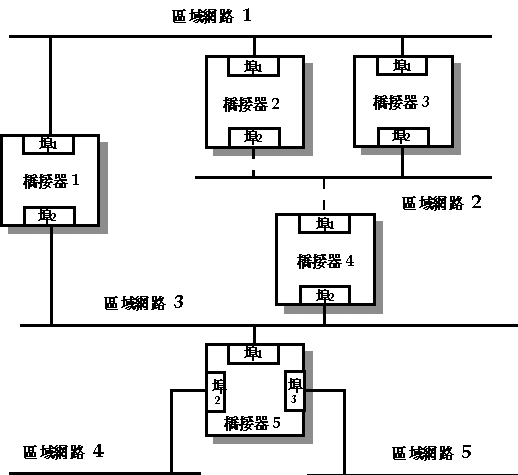 區域網路 1
埠1
橋接器 2
埠2
埠1
橋接器 3
埠2
埠1
橋接器 1
埠2
區域網路 2
埠1
橋接器 4
埠2
區域網路 3
埠1
埠2
埠3
橋接器 5
區域網路 4
區域網路 5